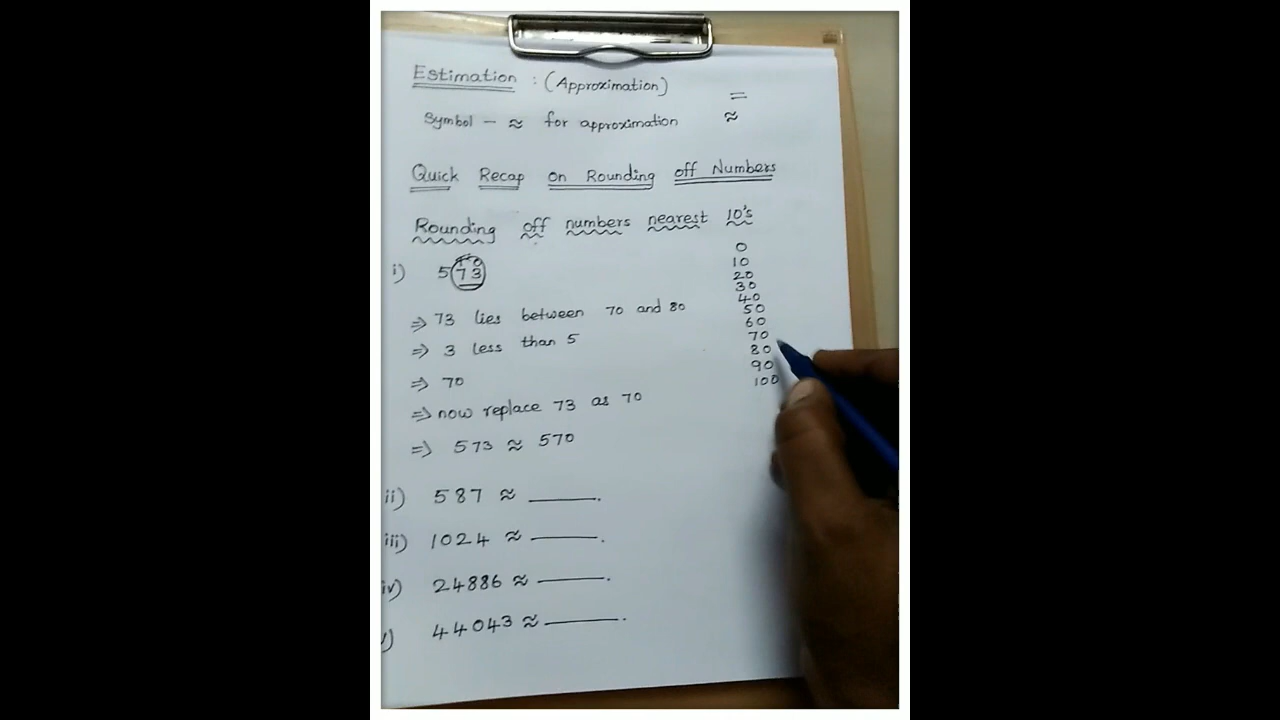 Estimation : (Approximation)
=
Symbol - ≈ for approximation
≈
Quick Recap on Rounding off Numbers
Rounding off numbers nearest 10's
0
10
20
30
40
50
60
70
80
90
100
i) 573
⇒ 73 lies between 70 and 80
⇒ 3 less than 5
⇒ 70
⇒ now replace 73 as 70
⇒ 573 ≈ 570
ii) 587 ≈ ______.
iii) 1024 ≈ ______.
iv) 24886 ≈ ______.
v) 44043 ≈ ______.